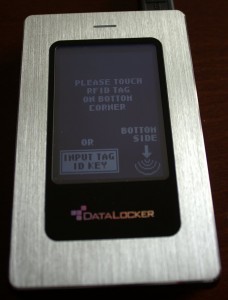 PLEASE TOUCH
RFID TAG
ON BOTTOM
CORNER
OR
BOTTOM
SIDE
INPUT TAG
ID KEY
DATALOCKER